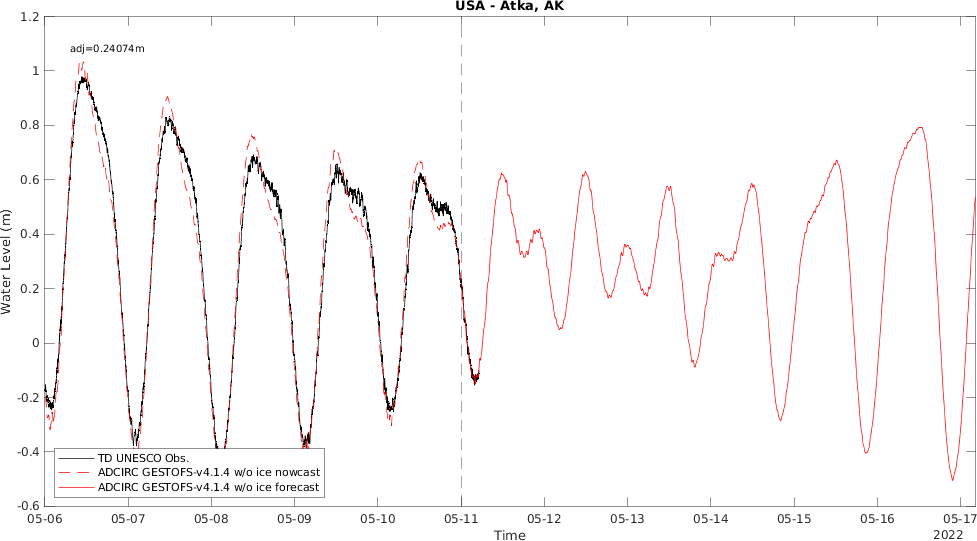 USA - Atka, AK
adj=0.24074m
Water Level (m)
1.2
1
0.8
0.6
0.4
0.2
0
-0.2
-0.4
-0.6
TD UNESCO Obs.
ADCIRC GESTOFS-v4.1.4 w/o ice nowcast
ADCIRC GESTOFS-v4.1.4 w/o ice forecast
05-06 05-07 05-08 05-09 05-10 05-11 05-12 05-13 05-14 05-15 05-16 05-17
Time
2022